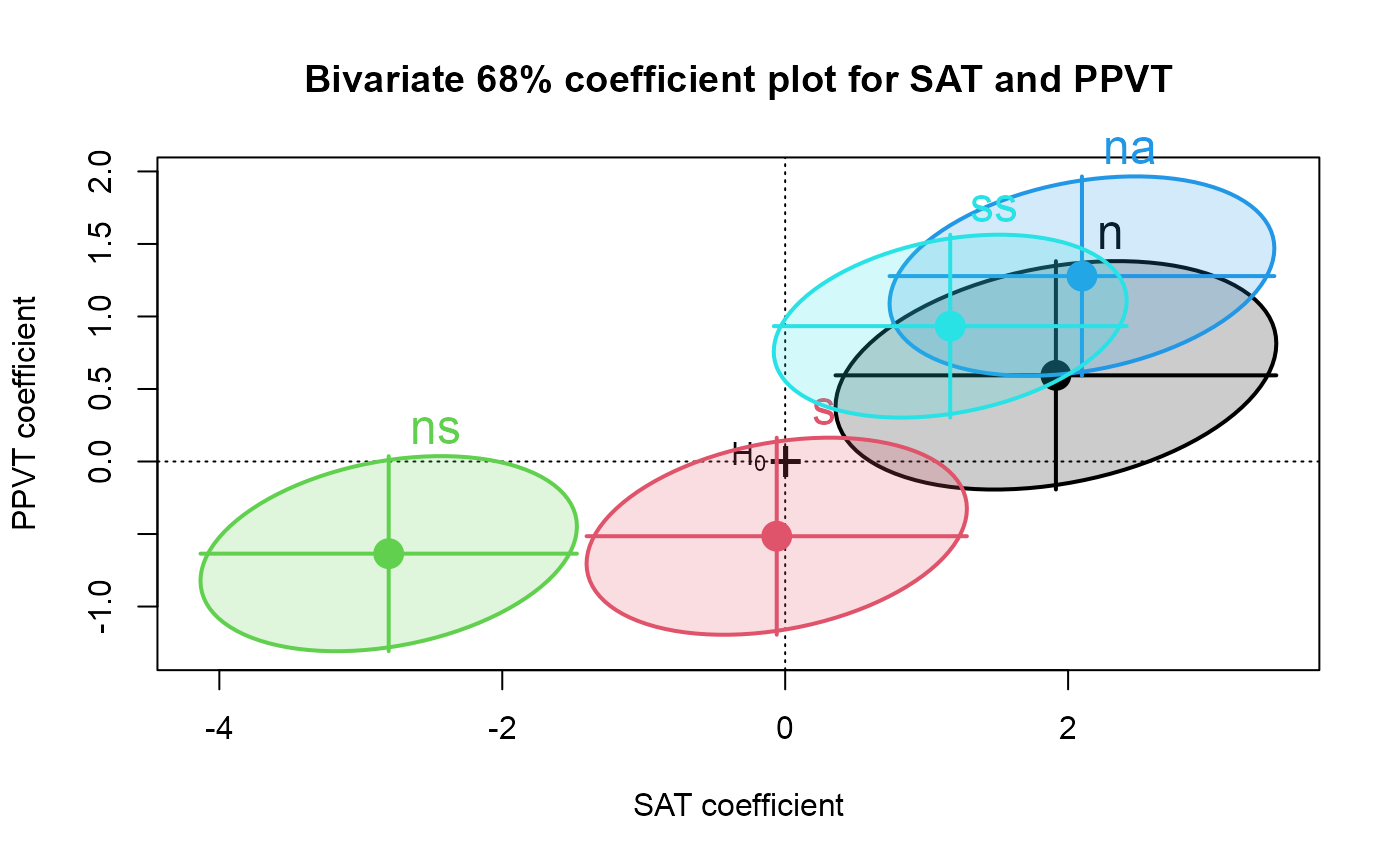 Bivariate 68% coefficient plot for SAT and PPVT
na
ss
n
s
ns
H0
2.0
1.5
1.0
0.5
0.0
-1.0
PPVT coefficient
-4
-2
0
2
SAT coefficient